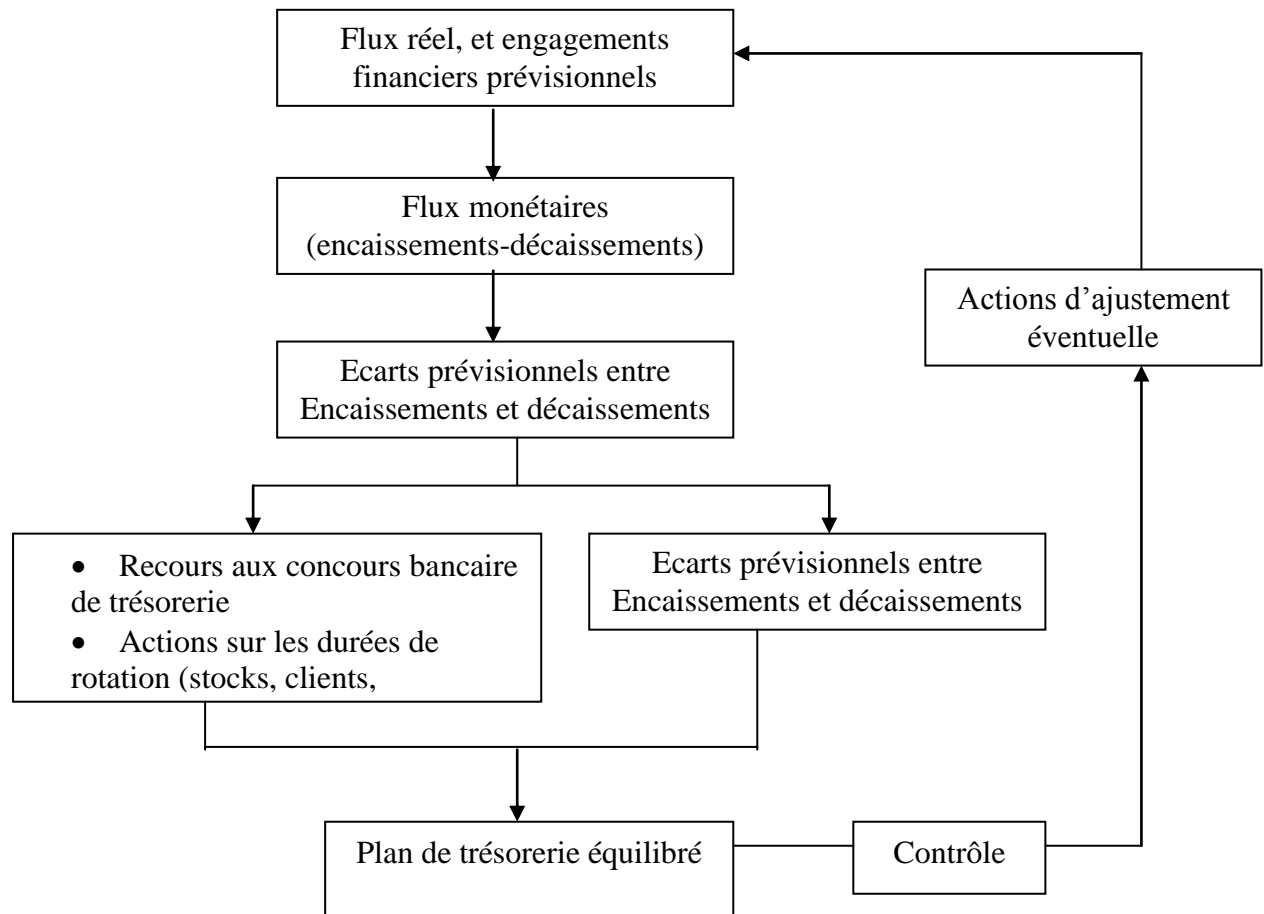 Flux réel, et engagements
financiers prévisionnels
Flux monétaires
(encaissements-décaissements)
Actions d’ajustement
éventuelle
Ecarts prévisionnels entre
Encaissements et décaissements
• Recours aux concours bancaire
de trésorerie
• Actions sur les durées de
rotation (stocks, clients,
Ecarts prévisionnels entre
Encaissements et décaissements
Plan de trésorerie équilibré
Contrôle